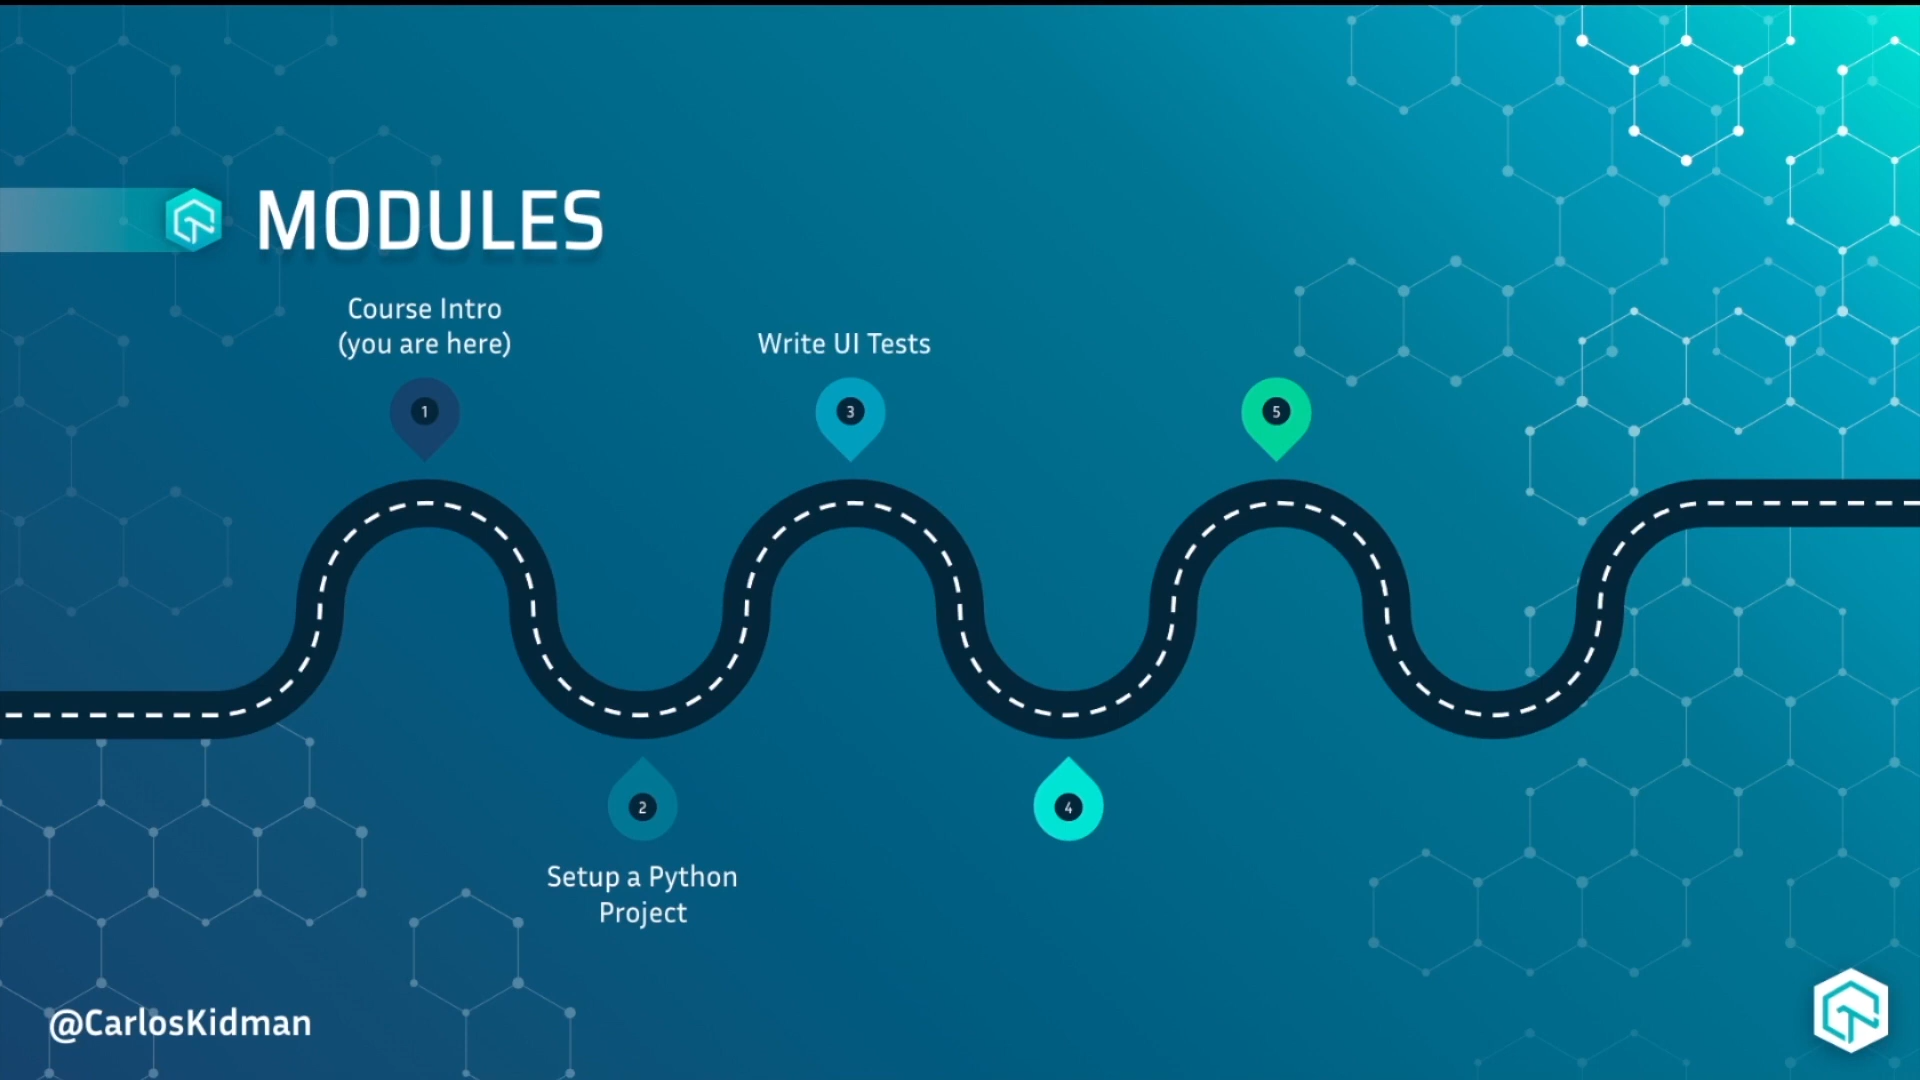 MODULES
Course Intro
(you are here)
Write UI Tests
1
3
5
2
4
Setup a Python
Project
@CarlosKidman